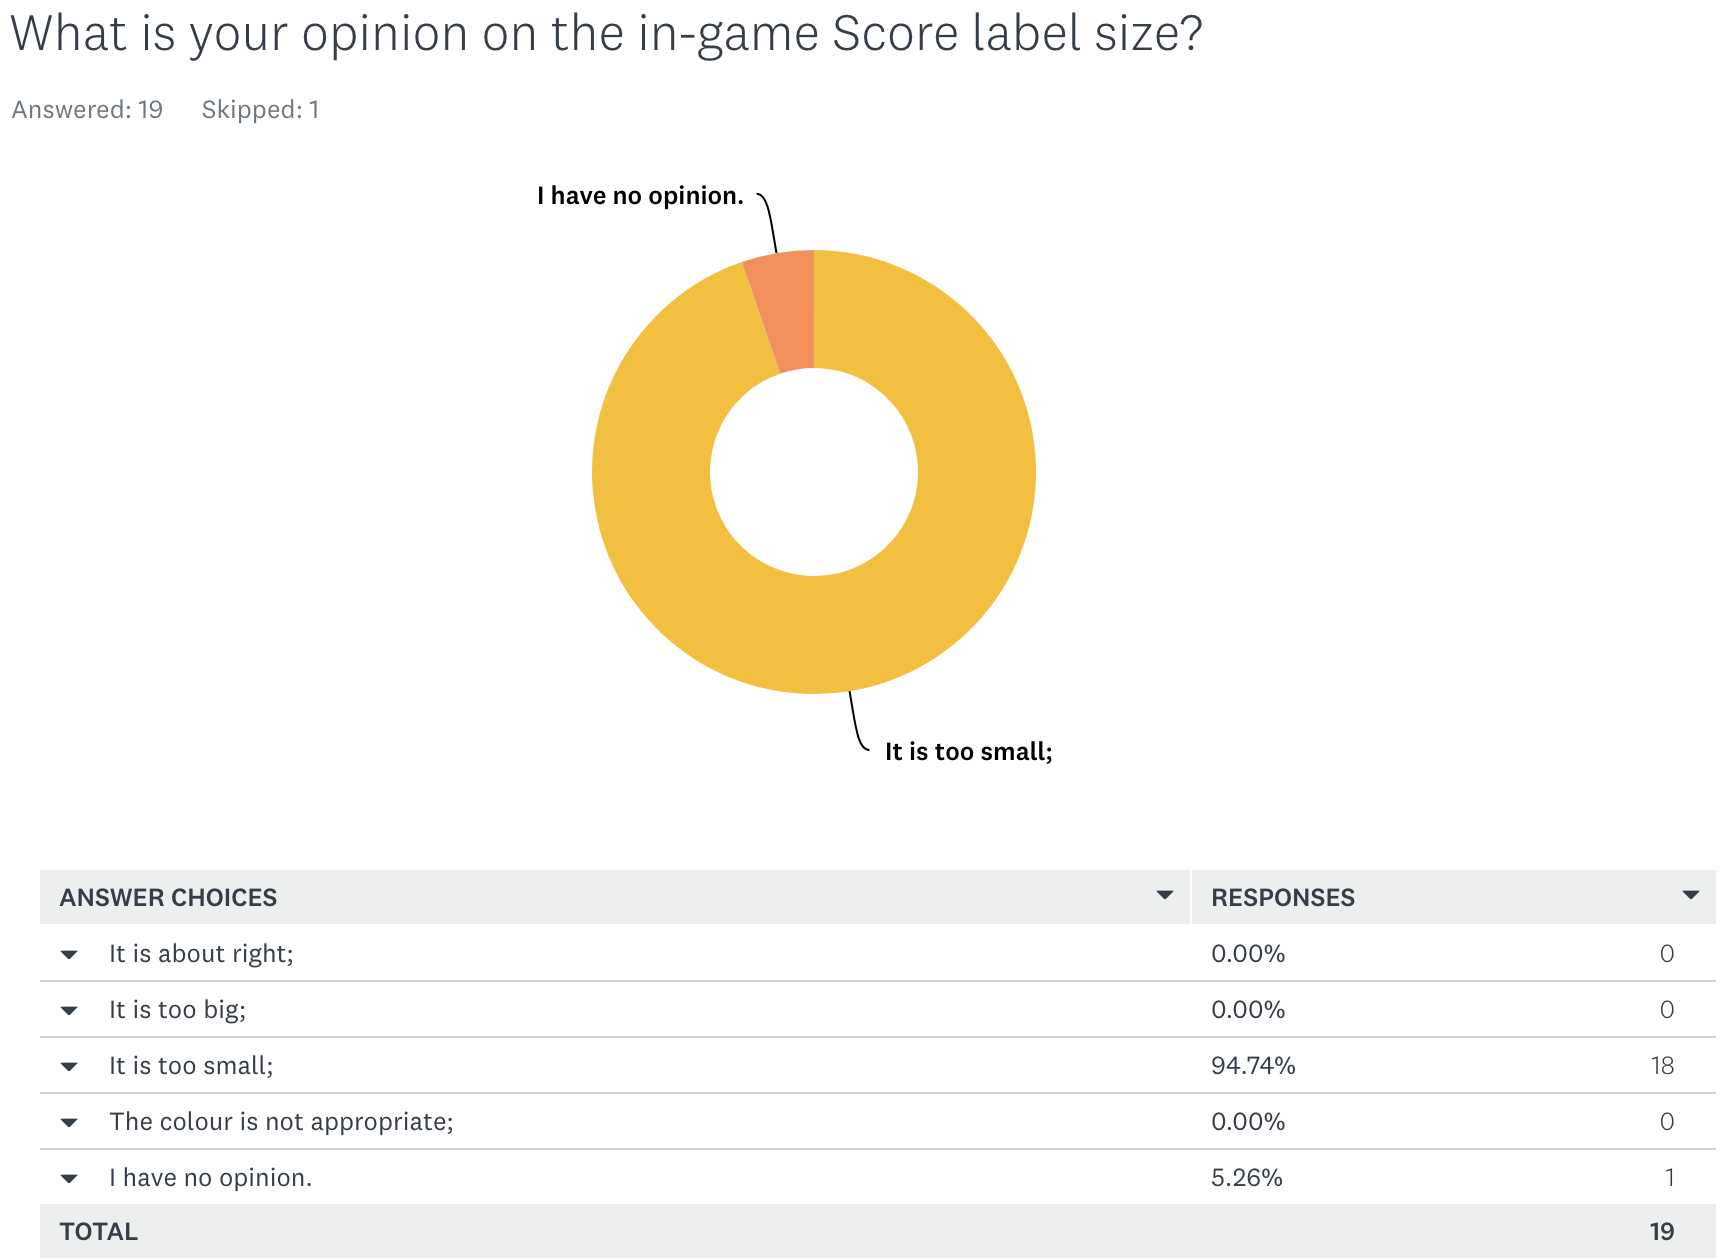 What is your opinion on the in-game Score label size?
Answered: 19 Skipped: 1
I have no opinion.
It is too small;
ANSWER CHOICES RESPONSES
It is about right; 0.00% 0
It is too big; 0.00% 0
It is too small; 94.74% 18
The colour is not appropriate; 0.00% 0
I have no opinion. 5.26% 1
TOTAL 19